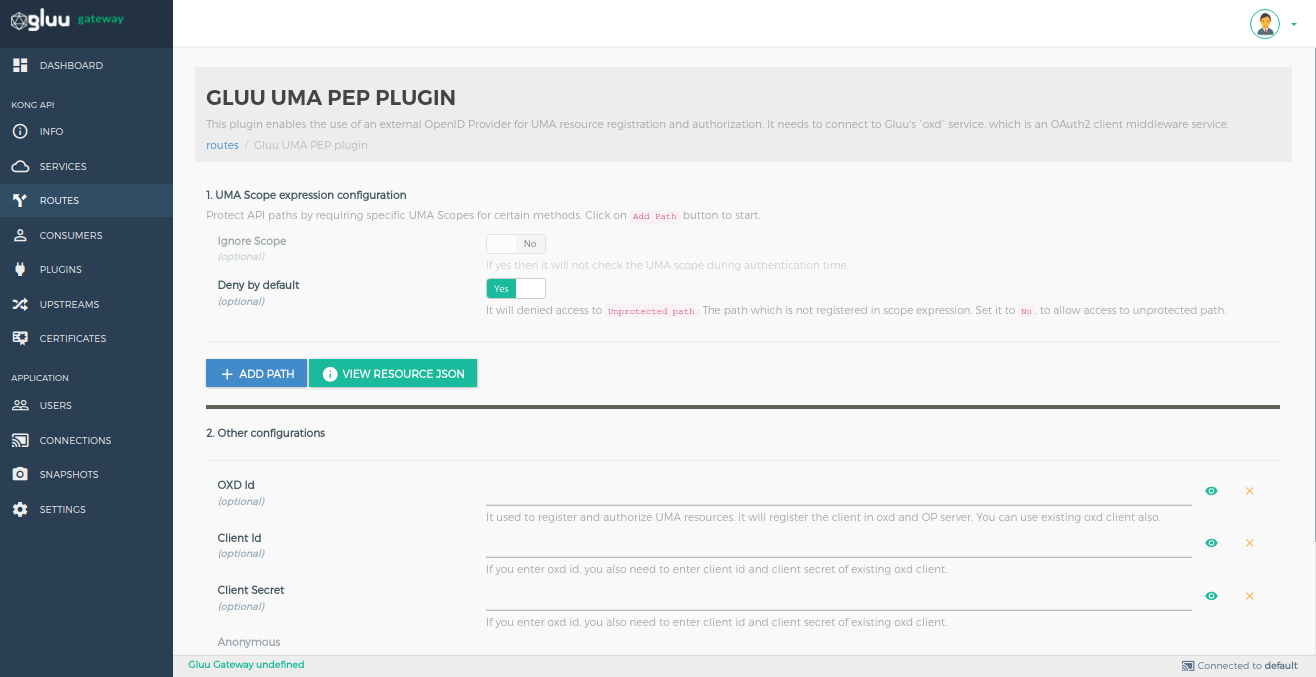 gluu gateway
DASHBOARD
KONG API
INFO
SERVICES
ROUTES
CONSUMERS
PLUGINS
UPSTREAMS
CERTIFICATES
APPLICATION
USERS
CONNECTIONS
SNAPSHOTS
SETTINGS
GLUU UMA PEP PLUGIN
This plugin enables the use of an external OpenID Provider for UMA resource registration and authorization. It needs to connect to Gluu's `oxd` service, which is an OAuth2 client middleware service.
routes / Gluu UMA PEP plugin
1. UMA Scope expression configuration
Protect API paths by requiring specific UMA Scopes for certain methods. Click on Add Path button to start.
Ignore Scope
(optional)
No
If yes then it will not check the UMA scope during authentication time.
Deny by default
(optional)
Yes
It will denied access to Unprotected path: The path which is not registered in scope expression. Set it to No, to allow access to unprotected path.
ADD PATH
VIEW RESOURCE JSON
2. Other configurations
OXD Id
(optional)
It used to register and authorize UMA resources. it will register the client in oxd and OP server. You can use existing oxd client also.
Client Id
(optional)
If you enter oxd id, you also need to enter client id and client secret of existing oxd client.
Client Secret
(optional)
If you enter oxd id, you also need to enter client id and client secret of existing oxd client.
Anonymous
Gluu Gateway undefined
Connected to default